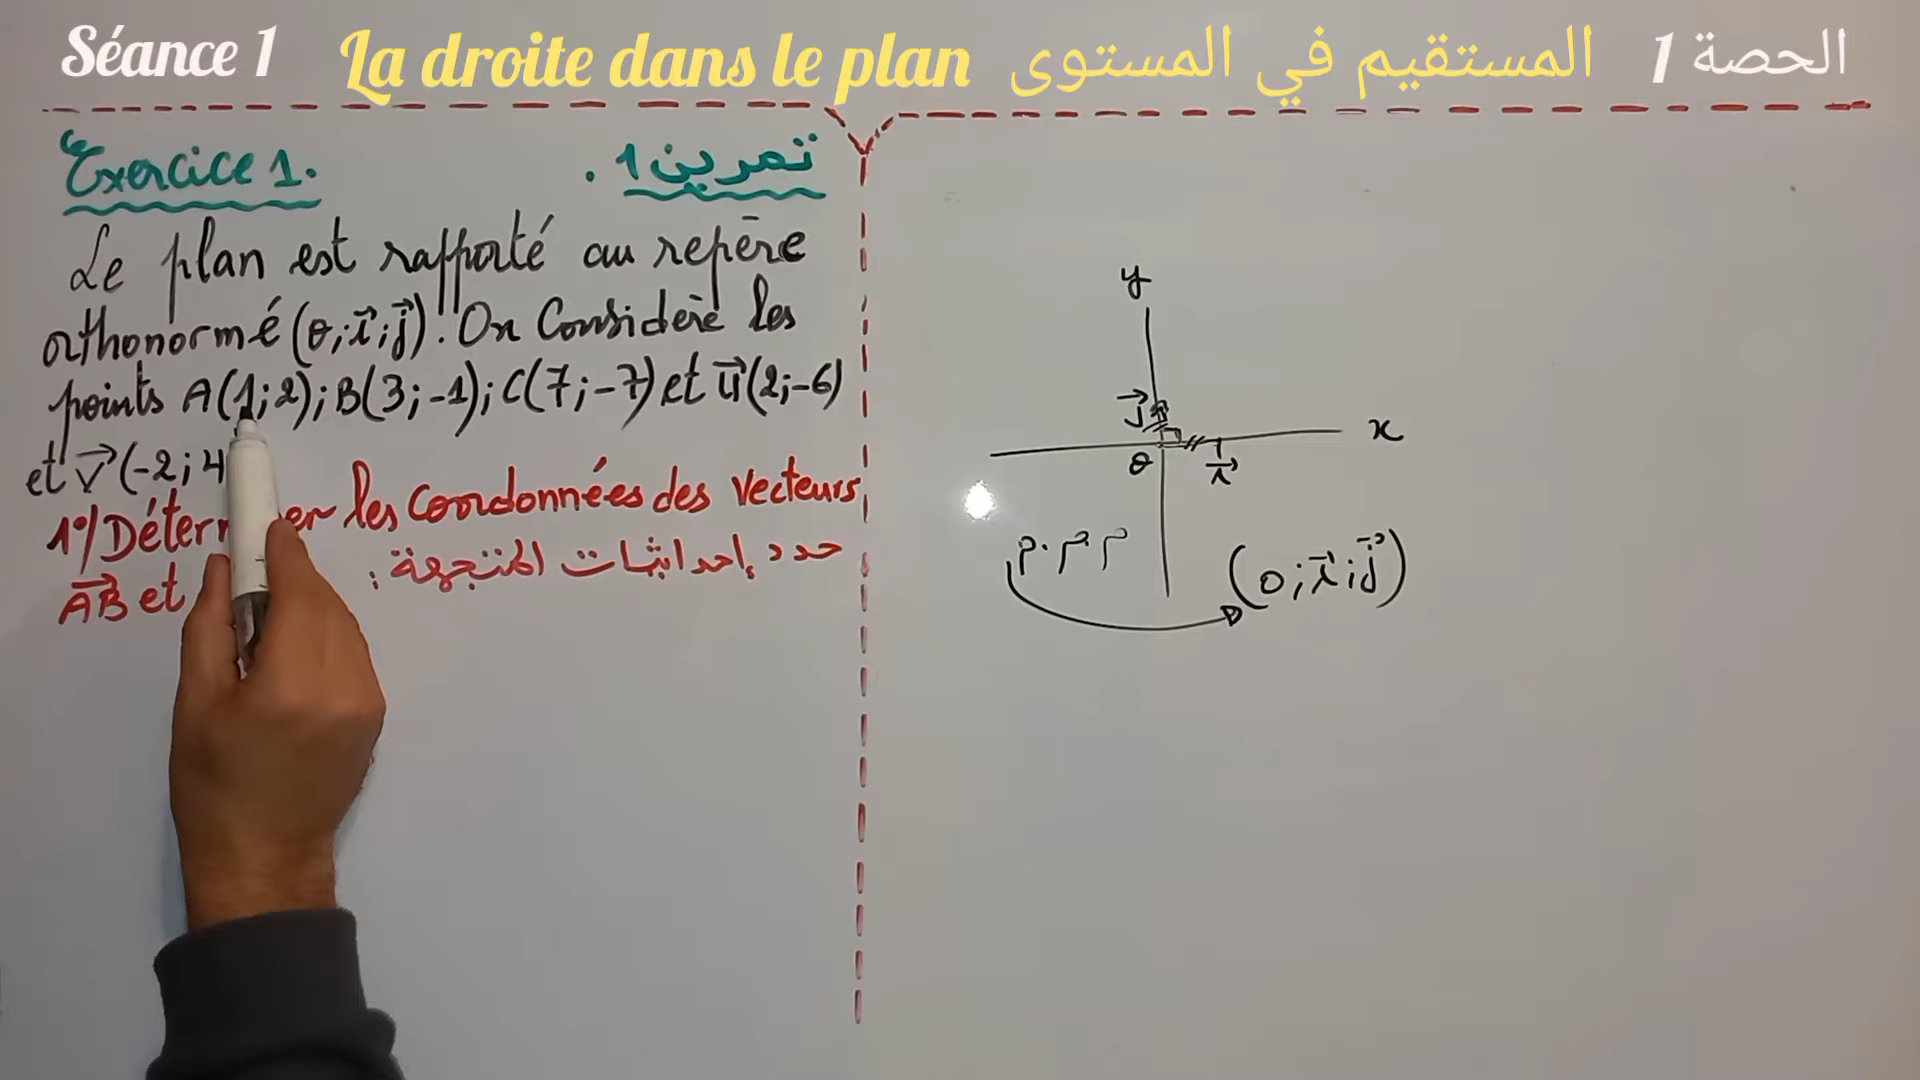 Séance 1 La droite dans le plan المستقيم في المستوى الحصة 1
Exercice 1. تمرين 1.
Le plan est rapporté au repère
orthonormé (O; i⃗; j⃗). On Considère les
points A(1;2); B(3;-1); C(7;-7) et u⃗(2;-6)
et v⃗(-2;4
1°/ Déterminer les Coordonnées des Vecteurs
AB⃗ et
حدد إحداثيات المتجهة:
y
j⃗
x
O
i⃗
م.م.م
(O; i⃗; j⃗)